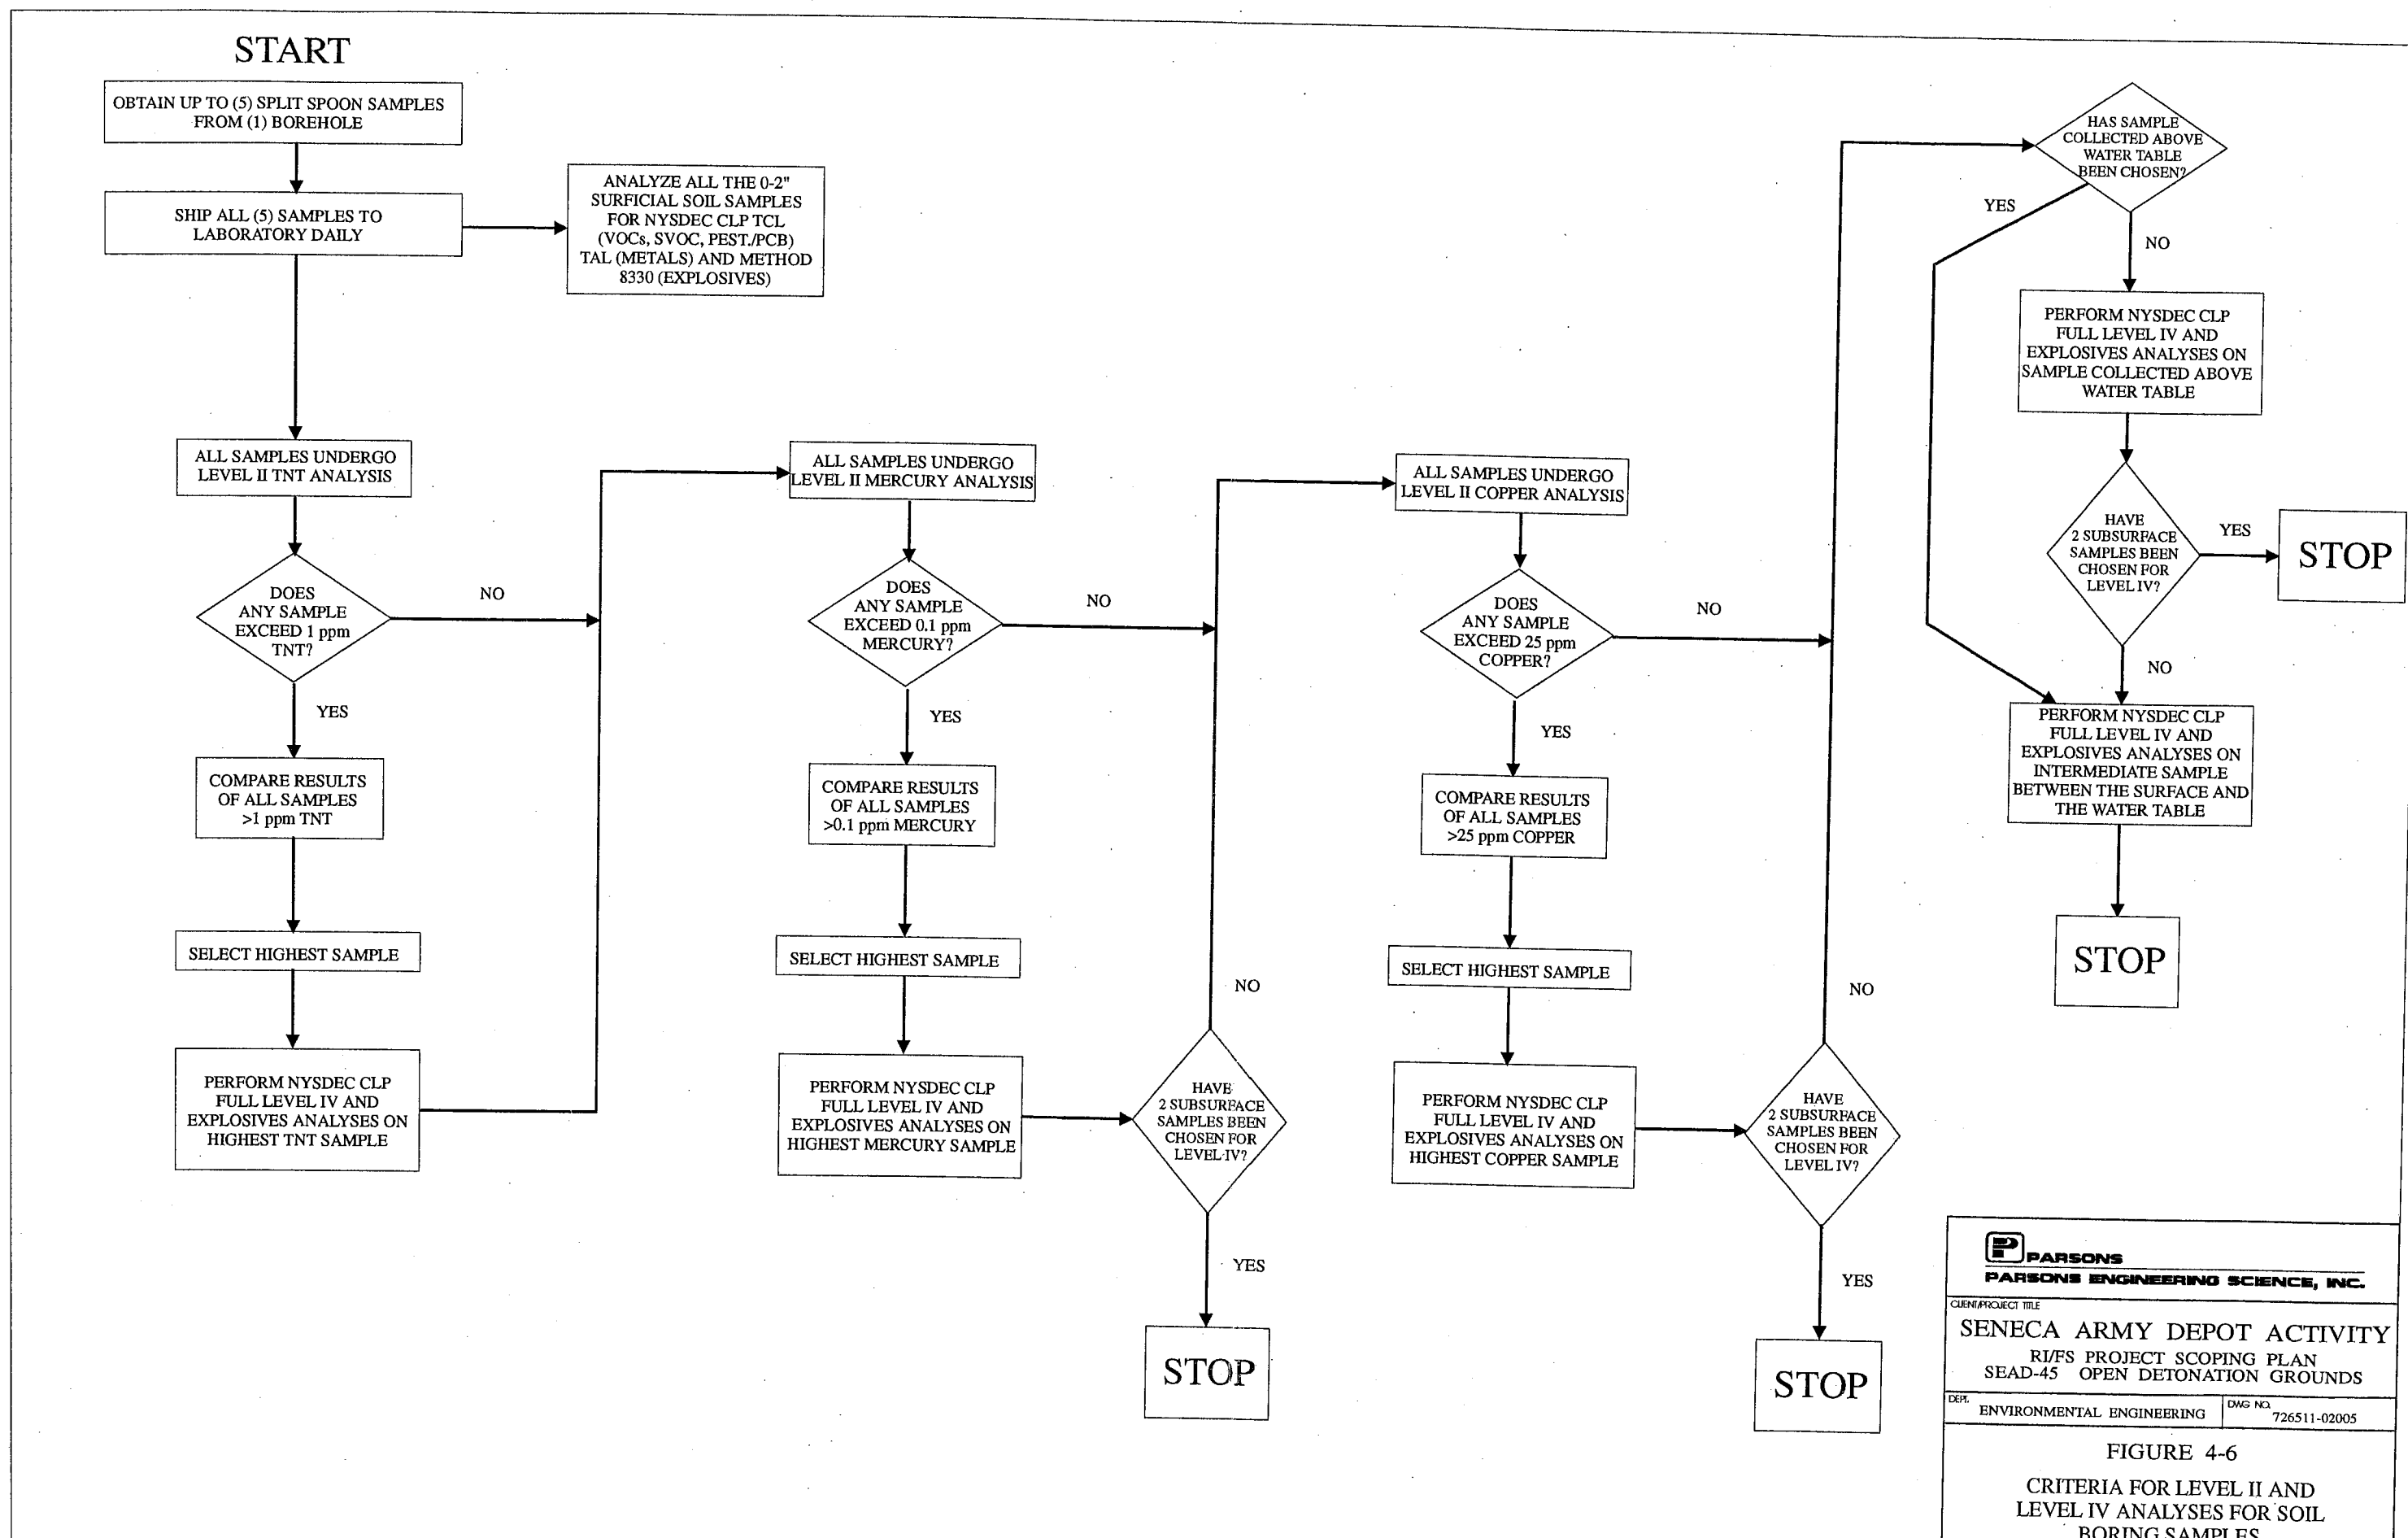 START
OBTAIN UP TO (5) SPLIT SPOON SAMPLES
FROM (1) BOREHOLE
SHIP ALL (5) SAMPLES TO
LABORATORY DAILY
ANALYZE ALL THE 0-2"
SURFICIAL SOIL SAMPLES
FOR NYSDEC CLP TCL
(VOCs, SVOC, PEST./PCB)
TAL (METALS) AND METHOD
8330 (EXPLOSIVES)
ALL SAMPLES UNDERGO
LEVEL II TNT ANALYSIS
DOES
ANY SAMPLE
EXCEED 1 ppm
TNT?
NO
YES
COMPARE RESULTS
OF ALL SAMPLES
>1 ppm TNT
SELECT HIGHEST SAMPLE
PERFORM NYSDEC CLP
FULL LEVEL IV AND
EXPLOSIVES ANALYSES ON
HIGHEST TNT SAMPLE
ALL SAMPLES UNDERGO
LEVEL II MERCURY ANALYSIS
DOES
ANY SAMPLE
EXCEED 0.1 ppm
MERCURY?
NO
YES
COMPARE RESULTS
OF ALL SAMPLES
>0.1 ppm MERCURY
SELECT HIGHEST SAMPLE
PERFORM NYSDEC CLP
FULL LEVEL IV AND
EXPLOSIVES ANALYSES ON
HIGHEST MERCURY SAMPLE
HAVE
2 SUBSURFACE
SAMPLES BEEN
CHOSEN FOR
LEVEL IV?
NO
YES
STOP
ALL SAMPLES UNDERGO
LEVEL II COPPER ANALYSIS
DOES
ANY SAMPLE
EXCEED 25 ppm
COPPER?
NO
YES
COMPARE RESULTS
OF ALL SAMPLES
>25 ppm COPPER
SELECT HIGHEST SAMPLE
PERFORM NYSDEC CLP
FULL LEVEL IV AND
EXPLOSIVES ANALYSES ON
HIGHEST COPPER SAMPLE
HAVE
2 SUBSURFACE
SAMPLES BEEN
CHOSEN FOR
LEVEL IV?
NO
YES
STOP
HAS SAMPLE
COLLECTED ABOVE
WATER TABLE
BEEN CHOSEN?
YES
NO
PERFORM NYSDEC CLP
FULL LEVEL IV AND
EXPLOSIVES ANALYSES ON
SAMPLE COLLECTED ABOVE
WATER TABLE
HAVE
2 SUBSURFACE
SAMPLES BEEN
CHOSEN FOR
LEVEL IV?
YES
STOP
NO
PERFORM NYSDEC CLP
FULL LEVEL IV AND
EXPLOSIVES ANALYSES ON
INTERMEDIATE SAMPLE
BETWEEN THE SURFACE AND
THE WATER TABLE
STOP
PARSONS
PARSONS ENGINEERING SCIENCE, INC.
CLIENT/PROJECT TITLE
SENECA ARMY DEPOT ACTIVITY
RI/FS PROJECT SCOPING PLAN
SEAD-45 OPEN DETONATION GROUNDS
DEPT.
ENVIRONMENTAL ENGINEERING
DWG NO.
726511-02005
FIGURE 4-6
CRITERIA FOR LEVEL II AND
LEVEL IV ANALYSES FOR SOIL
BORING SAMPLES